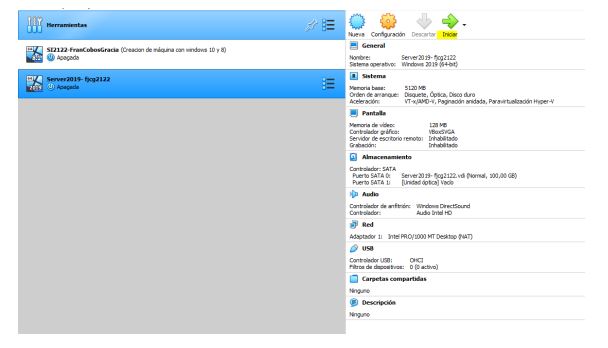 Herramientas
SI2122-FranCobosGracia (Creacion de máquina con windows 10 y 8)
Apagada
Server2019- fjcg2122
Apagada
Nueva Configuración Descartar Iniciar
General
Nombre: Server2019- fjcg2122
Sistema operativo: Windows 2019 (64-bit)
Sistema
Memoria base: 5120 MB
Orden de arranque: Disquete, Óptica, Disco duro
Aceleración: VT-x/AMD-V, Paginación anidada, Paravirtualización Hyper-V
Pantalla
Memoria de vídeo: 128 MB
Controlador gráfico: VBoxSVGA
Servidor de escritorio remoto: Inhabilitado
Grabación: Inhabilitado
Almacenamiento
Controlador: SATA
Puerto SATA 0: Server2019- fjcg2122.vdi (Normal, 100,00 GB)
Puerto SATA 1: [Unidad óptica] Vacío
Audio
Controlador de anfitrión: Windows DirectSound
Controlador: Audio Intel HD
Red
Adaptador 1: Intel PRO/1000 MT Desktop (NAT)
USB
Controlador USB: OHCI
Filtros de dispositivos: 0 (0 activo)
Carpetas compartidas
Ninguno
Descripción
Ninguno